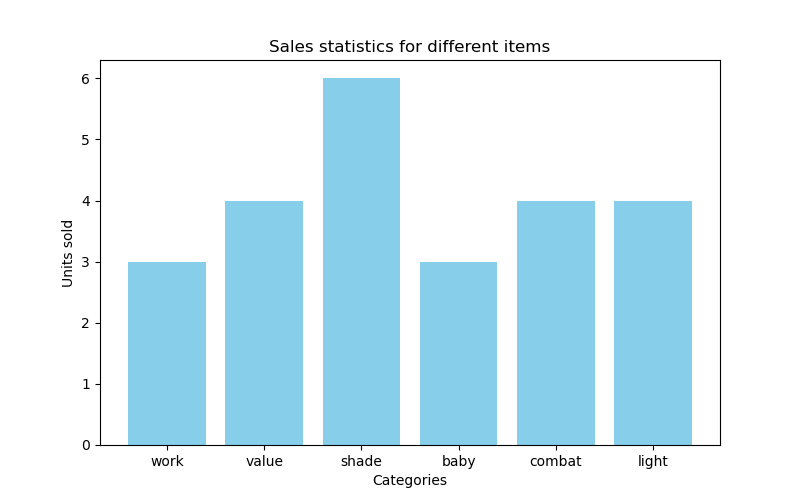 Sales statistics for different items
6
5
4
3
2
1
0
Units sold
work value shade baby combat light
Categories